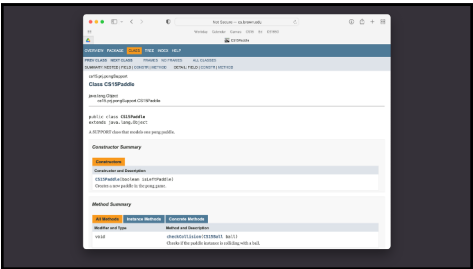 Not Secure — cs.brown.edu
CS15Paddle
OVERVIEW PACKAGE CLASS TREE INDEX HELP
PREV CLASS NEXT CLASS FRAMES NO FRAMES ALL CLASSES
SUMMARY: NESTED | FIELD | CONSTR | METHOD DETAIL: FIELD | CONSTR | METHOD
cs15.prj.pongSupport
Class CS15Paddle
java.lang.Object
cs15.prj.pongSupport.CS15Paddle
public class CS15Paddle
extends java.lang.Object
A SUPPORT class that models one pong paddle.
Constructor Summary
Constructors
Constructor and Description
CS15Paddle(boolean isLeftPaddle)
Creates a new paddle in the pong game.
Method Summary
All Methods Instance Methods Concrete Methods
Modifier and Type Method and Description
void checkCollision(CS15Ball ball)
Checks if the paddle instance is colliding with a ball.